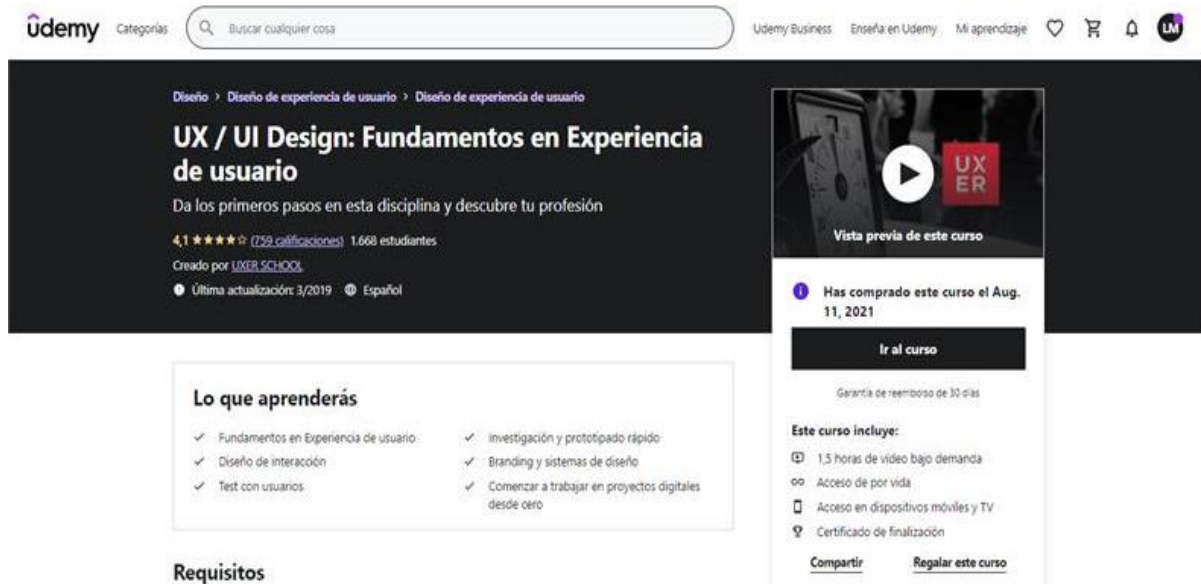 ûdemy Categorías Buscar cualquier cosa Udemy Business Enseña en Udemy Mi aprendizaje LM
Diseño > Diseño de experiencia de usuario > Diseño de experiencia de usuario
UX / UI Design: Fundamentos en Experiencia
de usuario
Da los primeros pasos en esta disciplina y descubre tu profesión
4,1 (759 calificaciones) 1.668 estudiantes
Creado por UXER SCHOOL
Última actualización: 3/2019 Español
UX
ER
Vista previa de este curso
Has comprado este curso el Aug.
11, 2021
Ir al curso
Garantía de reembolso de 30 días
Este curso incluye:
1,5 horas de vídeo bajo demanda
Acceso de por vida
Acceso en dispositivos móviles y TV
Certificado de finalización
Compartir Regalar este curso
Lo que aprenderás
Fundamentos en Experiencia de usuario
Diseño de interacción
Test con usuarios
Investigación y prototipado rápido
Branding y sistemas de diseño
Comenzar a trabajar en proyectos digitales
desde cero
Requisitos